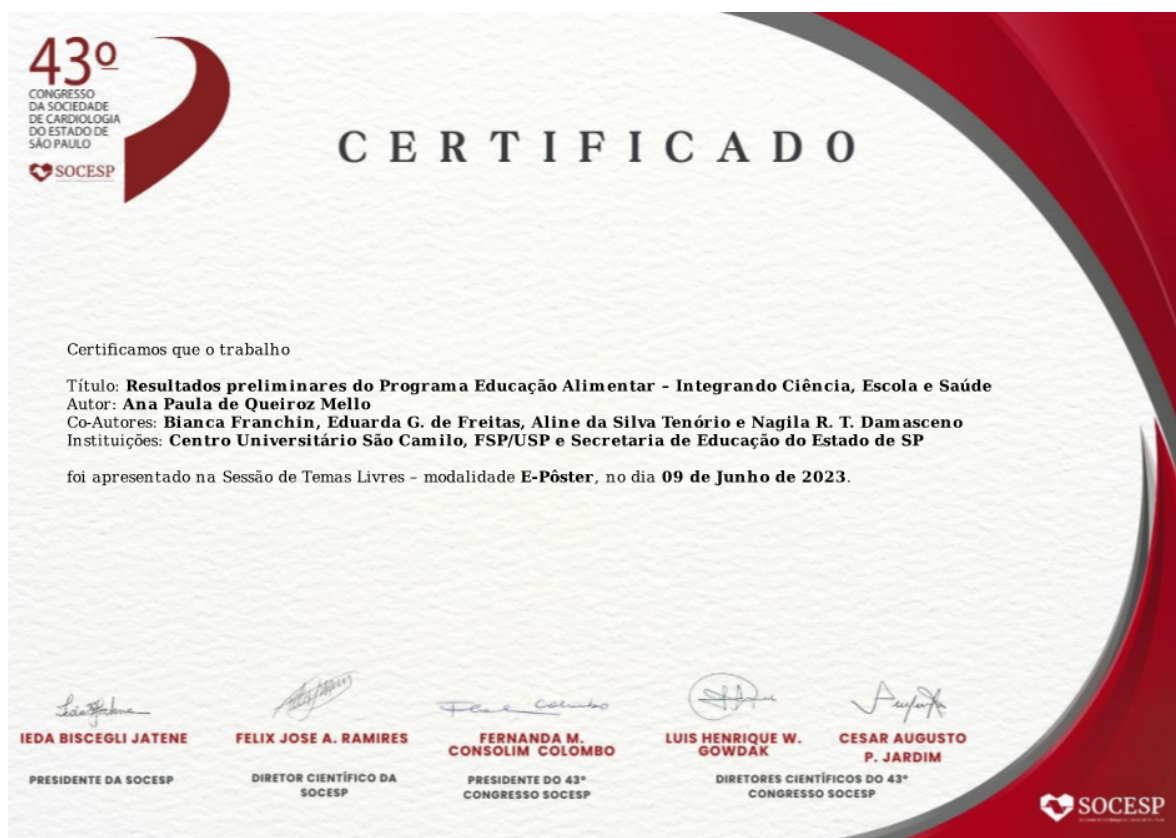 43º
CONGRESSO
DA SOCIEDADE
DE CARDIOLOGIA
DO ESTADO DE
SÃO PAULO
SOCESP
CERTIFICADO
Certificamos que o trabalho
Título: Resultados preliminares do Programa Educação Alimentar – Integrando Ciência, Escola e Saúde
Autor: Ana Paula de Queiroz Mello
Co-Autores: Bianca Franchin, Eduarda G. de Freitas, Aline da Silva Tenório e Nagila R. T. Damasceno
Instituições: Centro Universitário São Camilo, FSP/USP e Secretaria de Educação do Estado de SP
foi apresentado na Sessão de Temas Livres – modalidade E-Pôster, no dia 09 de Junho de 2023.
IEDA BISCEGLI JATENE
PRESIDENTE DA SOCESP
FELIX JOSE A. RAMIRES
DIRETOR CIENTÍFICO DA
SOCESP
FERNANDA M.
CONSOLIM COLOMBO
PRESIDENTE DO 43º
CONGRESSO SOCESP
LUIS HENRIQUE W.
GOWDAK
CESAR AUGUSTO
P. JARDIM
DIRETORES CIENTÍFICOS DO 43º
CONGRESSO SOCESP
SOCESP